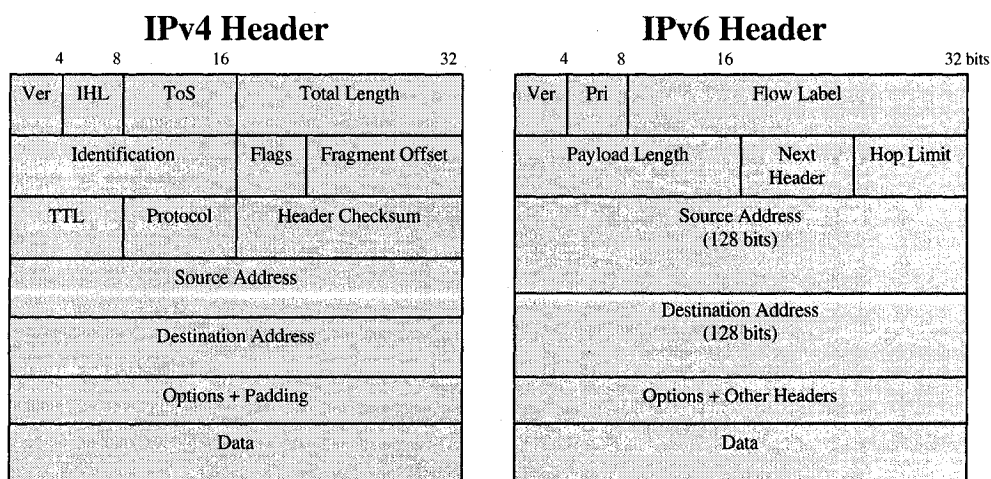 IPv4 Header
4 8 16 32
Ver IHL ToS Total Length
Identification Flags Fragment Offset
TTL Protocol Header Checksum
Source Address
Destination Address
Options + Padding
Data
IPv6 Header
4 8 16 32 bits
Ver Pri Flow Label
Payload Length Next Header Hop Limit
Source Address
(128 bits)
Destination Address
(128 bits)
Options + Other Headers
Data